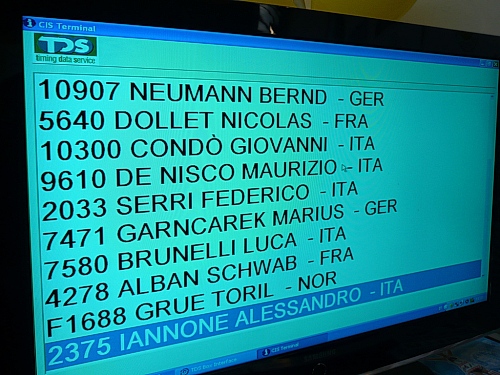 CIS Terminal
TDS
timing data service
10907 NEUMANN BERND - GER
5640 DOLLET NICOLAS - FRA
10300 CONDÒ GIOVANNI - ITA
9610 DE NISCO MAURIZIO - ITA
2033 SERRI FEDERICO - ITA
7471 GARNCAREK MARIUS - GER
7580 BRUNELLI LUCA - ITA
4278 ALBAN SCHWAB - FRA
F1688 GRUE TORIL - NOR
2375 IANNONE ALESSANDRO - ITA
CIS Terminal